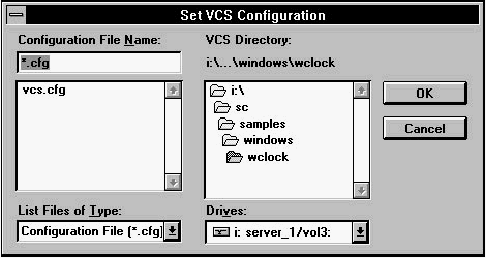 Set VCS Configuration
Configuration File Name:
VCS Directory:
*.cfg
i:\...\windows\wclock
vcs.cfg
i:\
sc
samples
windows
wclock
OK
Cancel
List Files of Type:
Drives:
Configuration File (*.cfg)
i: server_1/vol3: